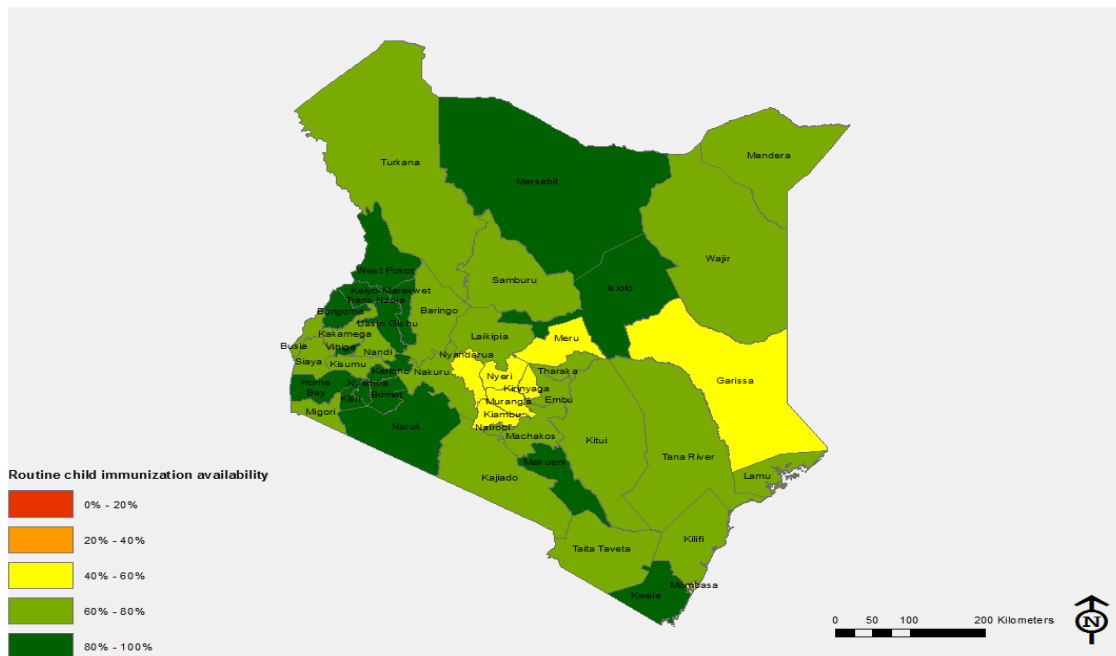 Turkana
Mandera
Marsabit
Wajir
West Pokot
Samburu
Isiolo
Keiyo-Marakwet
Trans Nzoia
Bungoma
Baringo
Uasin Gishu
Kakamega
Laikipia
Meru
Busia
Vihiga
Nandi
Nyandarua
Siaya
Kisumu
Kericho
Nakuru
Nyeri
Tharaka
Garissa
Homa
Bay
Nyamira
Kirinyaga
Kisii
Bomet
Murang'a
Embu
Migori
Kiambu
Narok
Nairobi
Machakos
Kitui
Tana River
Makueni
Kajiado
Lamu
Taita Taveta
Kilifi
Mombasa
Kwale
Routine child immunization availability
0% - 20%
20% - 40%
40% - 60%
60% - 80%
80% - 100%
0 50 100 200 Kilometers
N